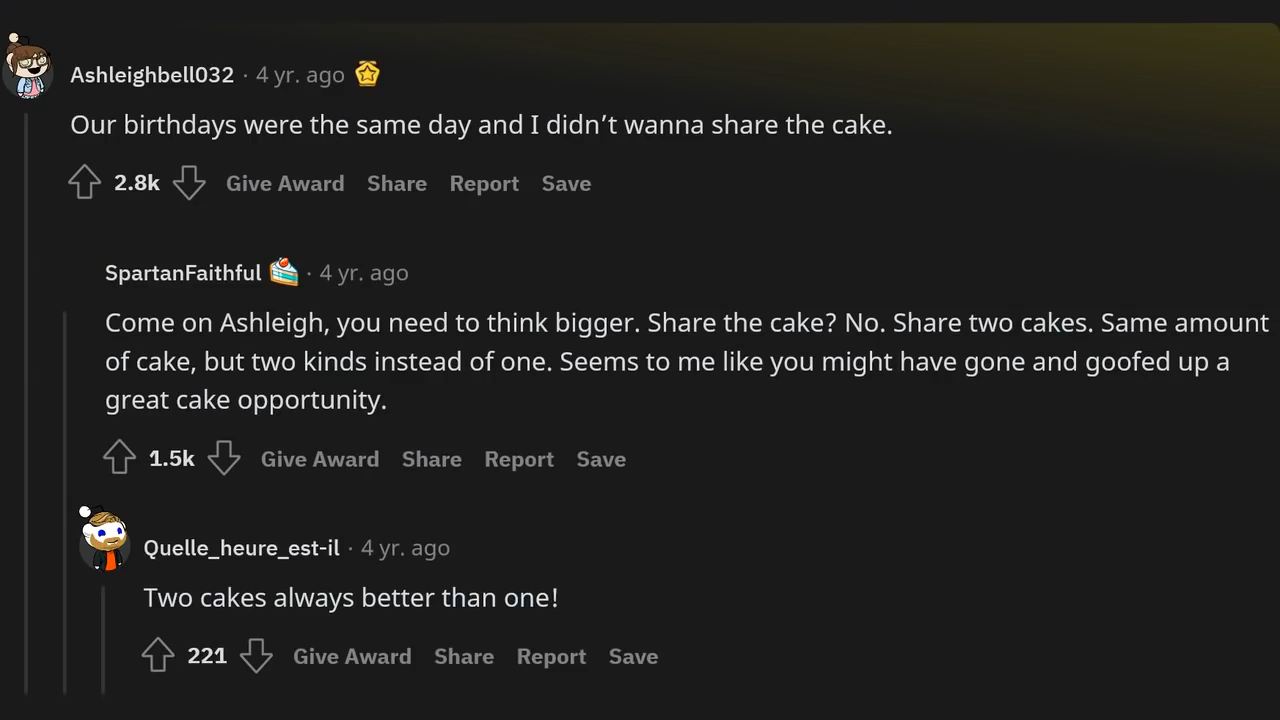 Ashleighbell032 · 4 yr. ago
Our birthdays were the same day and I didn’t wanna share the cake.
2.8k Give Award Share Report Save
SpartanFaithful · 4 yr. ago
Come on Ashleigh, you need to think bigger. Share the cake? No. Share two cakes. Same amount
of cake, but two kinds instead of one. Seems to me like you might have gone and goofed up a
great cake opportunity.
1.5k Give Award Share Report Save
Quelle_heure_est-il · 4 yr. ago
Two cakes always better than one!
221 Give Award Share Report Save